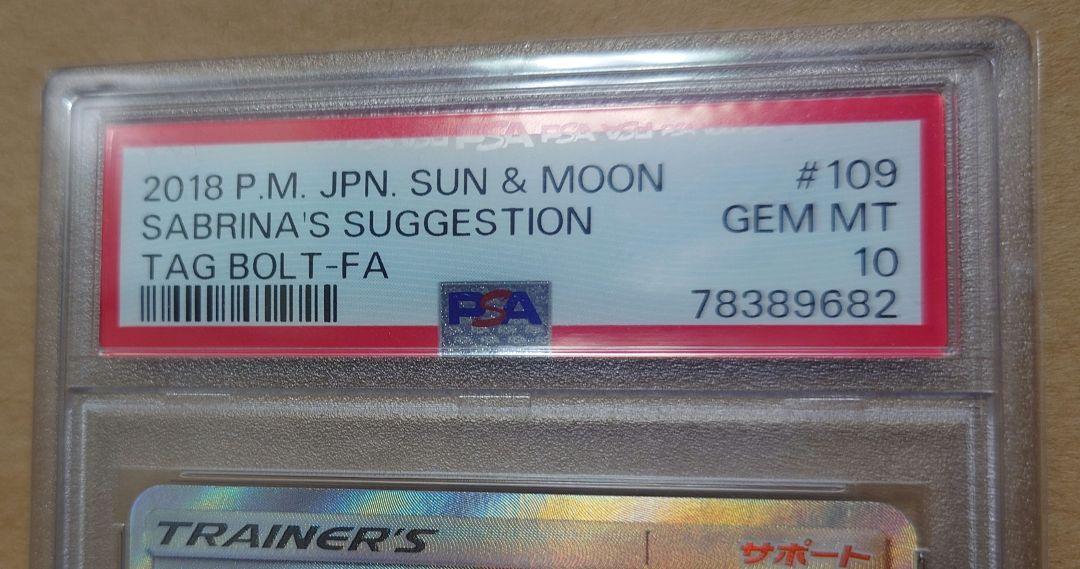 2018 P.M. JPN. SUN & MOON #109
SABRINA'S SUGGESTION GEM MT
TAG BOLT-FA 10
PSA 78389682
TRAINER'S サポート